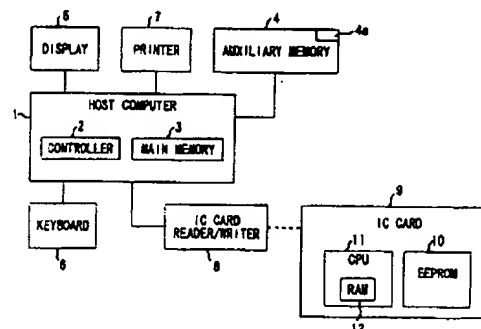 6
7
4
4a
DISPLAY
PRINTER
AUXILIARY MEMORY
HOST COMPUTER
1
2
3
CONTROLLER
MAIN MEMORY
9
KEYBOARD
6
IC CARD
READER/WRITER
8
IC CARD
11
10
CPU
EEPROM
RAM
12